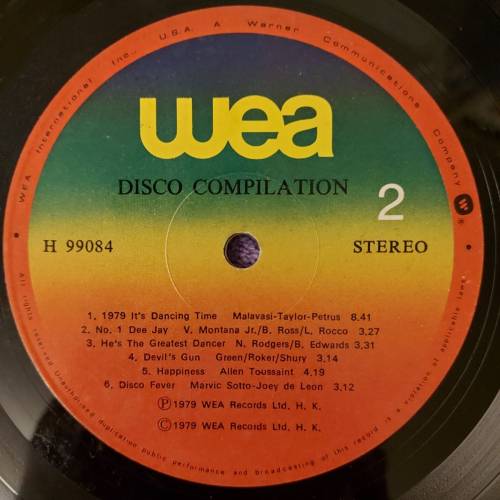 WEA International Inc., U.S.A. A Warner Communications Company
wea
DISCO COMPILATION
2
H 99084
STEREO
1. 1979 It's Dancing Time Malavasi-Taylor-Petrus 8.41
2. No. 1 Dee Jay V. Montana Jr./B. Ross/L. Rocco 3,27
3. He's The Greatest Dancer N. Rodgers/B. Edwards 3,31
4. Devil's Gun Green/Roker/Shury 3,14
5. Happiness Allen Toussaint 4.19
6. Disco Fever Marvic Sotto-Joey de Leon 3,12
Ⓟ1979 WEA Records Ltd. H. K.
©1979 WEA Records Ltd. H. K.
All rights reserved Unauthorised duplication public performance and broadcasting of this record is a violation of applicable laws